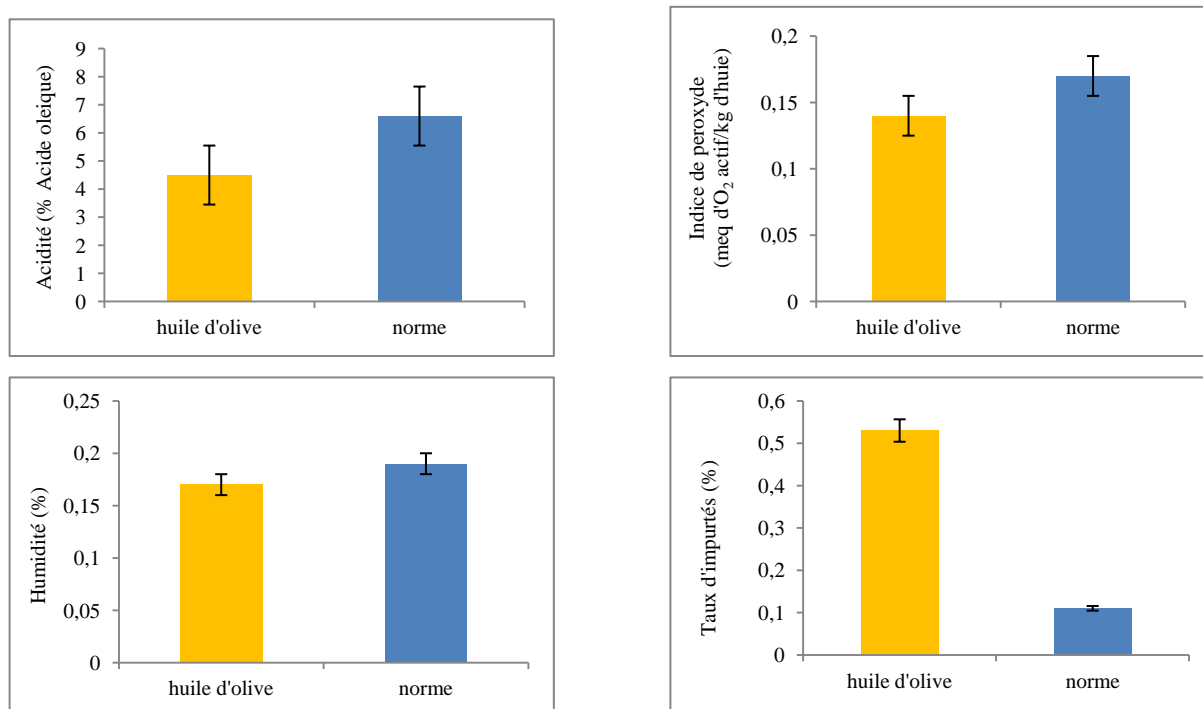 Acidité (% Acide oleique)
9
8
7
6
5
4
3
2
1
0
huile d'olive
norme
Indice de peroxyde
(meq d'O₂ actif/kg d'huie)
0,2
0,15
0,1
0,05
0
huile d'olive
norme
Humidité (%)
0,25
0,2
0,15
0,1
0,05
0
huile d'olive
norme
Taux d'impurtés (%)
0,6
0,5
0,4
0,3
0,2
0,1
0
huile d'olive
norme